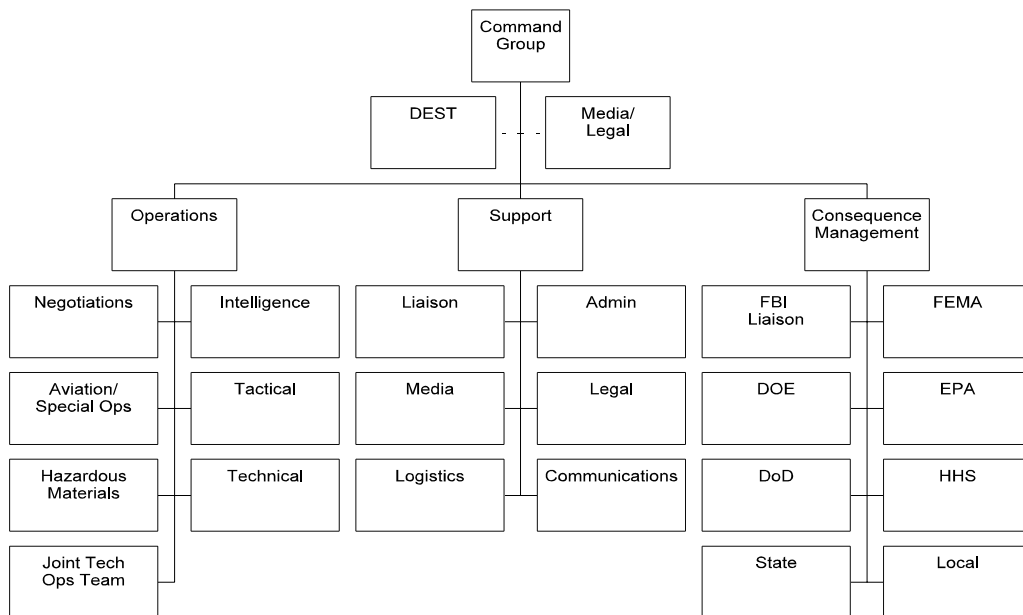 Command
Group
DEST
Media/
Legal
Operations
Support
Consequence
Management
Negotiations
Intelligence
Liaison
Admin
FBI
Liaison
FEMA
Aviation/
Special Ops
Tactical
Media
Legal
DOE
EPA
Hazardous
Materials
Technical
Logistics
Communications
DoD
HHS
Joint Tech
Ops Team
State
Local